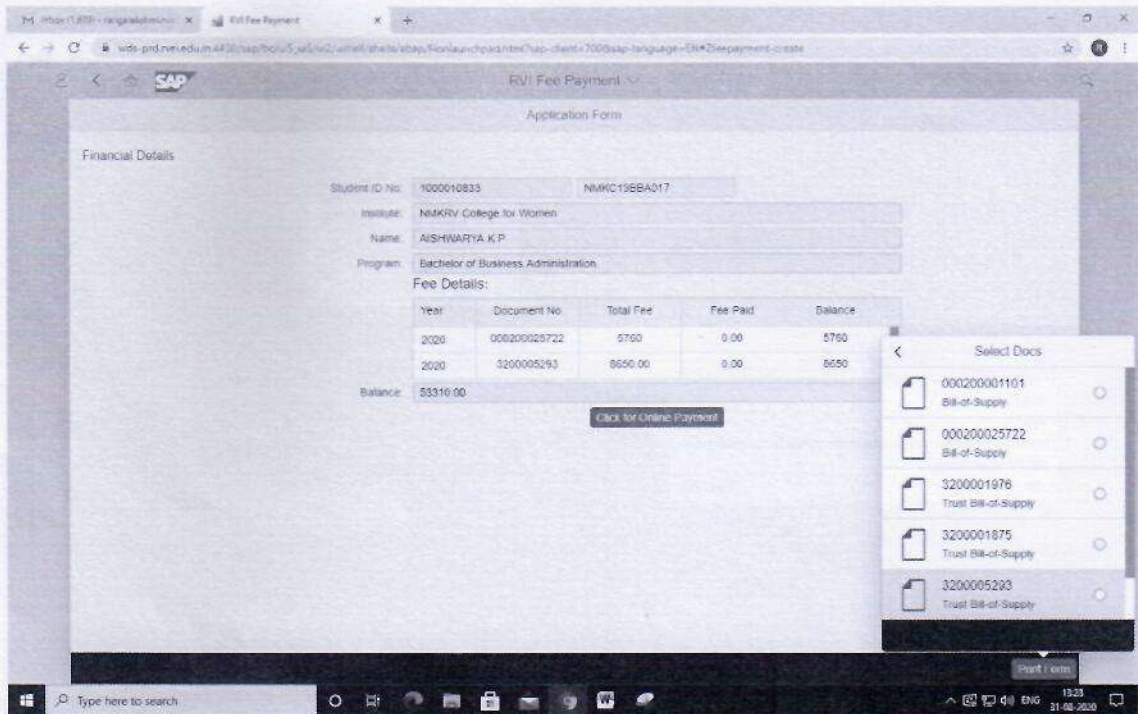 RVI Fee Payment
SAP
RVI Fee Payment
Application Form
Financial Details
Student ID No: 1000010833 NMKC19BBA017
Institute: NMKRV College for Women
Name: AISHWARYA K P
Program: Bachelor of Business Administration
Fee Details:
Year Document No Total Fee Fee Paid Balance
2020 000200025722 5760 0.00 5760
2020 3200005293 8650.00 0.00 8650
Balance: 53310.00
Click for Online Payment
Select Docs
000200001101
Bill-of-Supply
000200025722
Bill-of-Supply
3200001976
Trust Bill-of-Supply
3200001875
Trust Bill-of-Supply
3200005293
Trust Bill-of-Supply
Print Form
Type here to search
ENG
13:23
31-08-2020